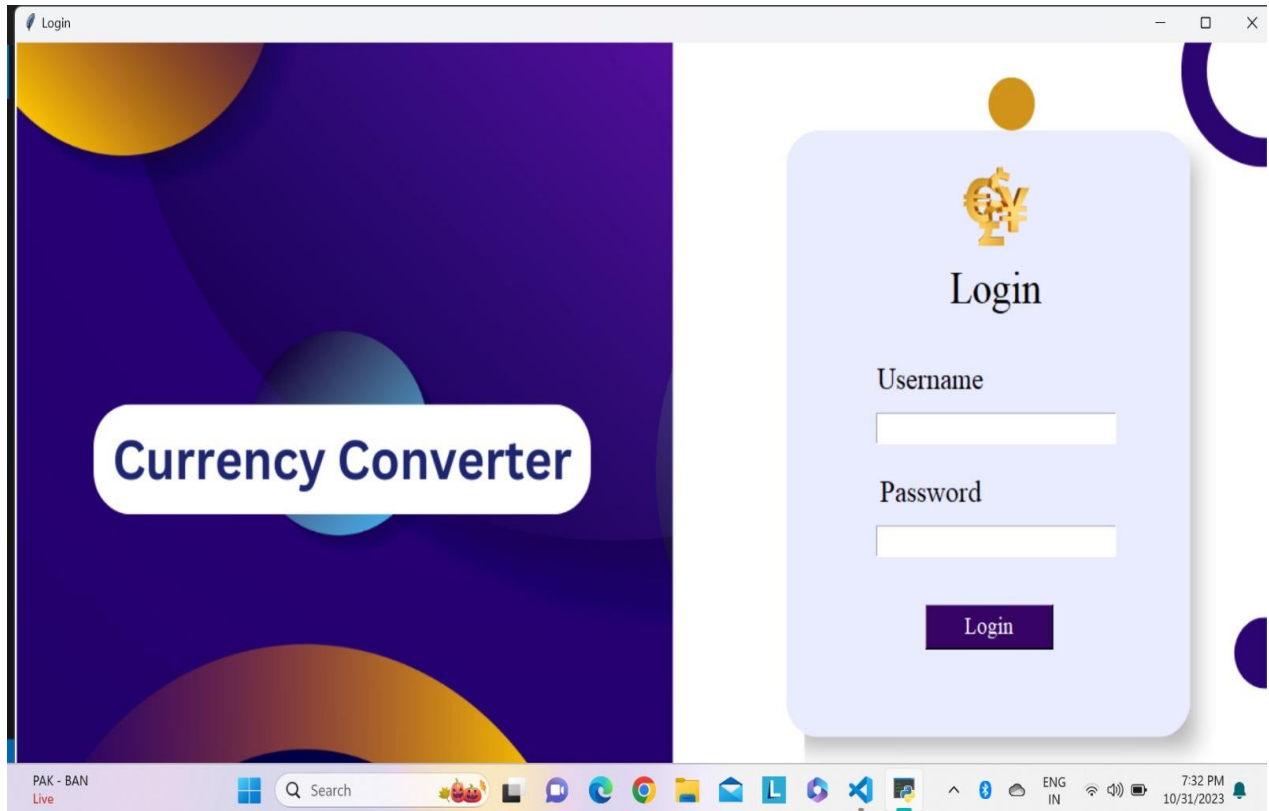 Login
Currency Converter
Login
Username
Password
Login
PAK - BAN
Live
Search
ENG
IN
7:32 PM
10/31/2023